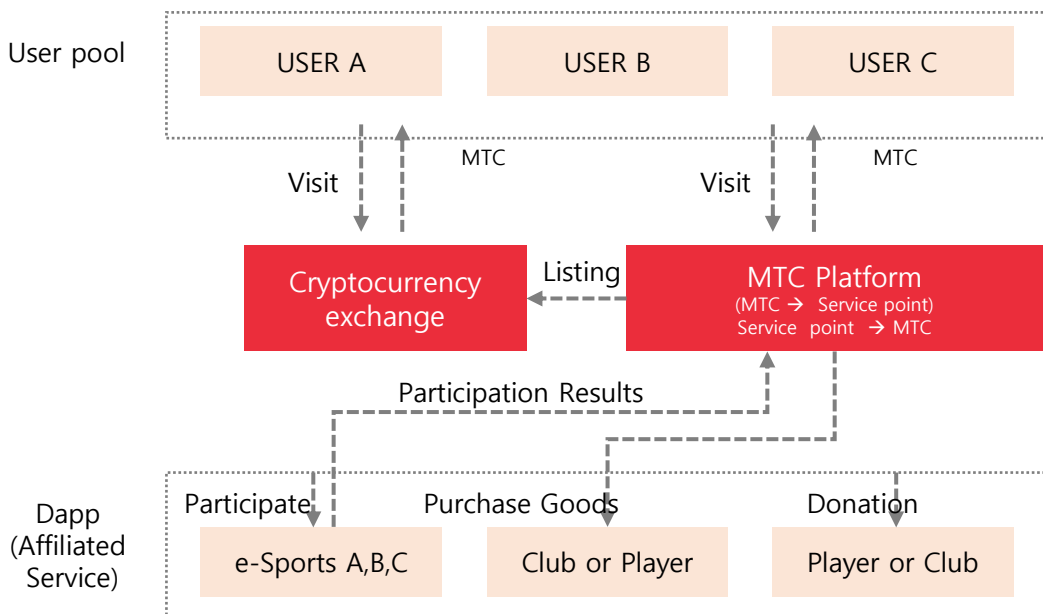 User pool
USER A
USER B
USER C
MTC
MTC
Visit
Visit
Cryptocurrency
exchange
Listing
MTC Platform
(MTC → Service point)
Service point → MTC
Participation Results
Participate
Purchase Goods
Donation
Dapp
(Affiliated
Service)
e-Sports A,B,C
Club or Player
Player or Club